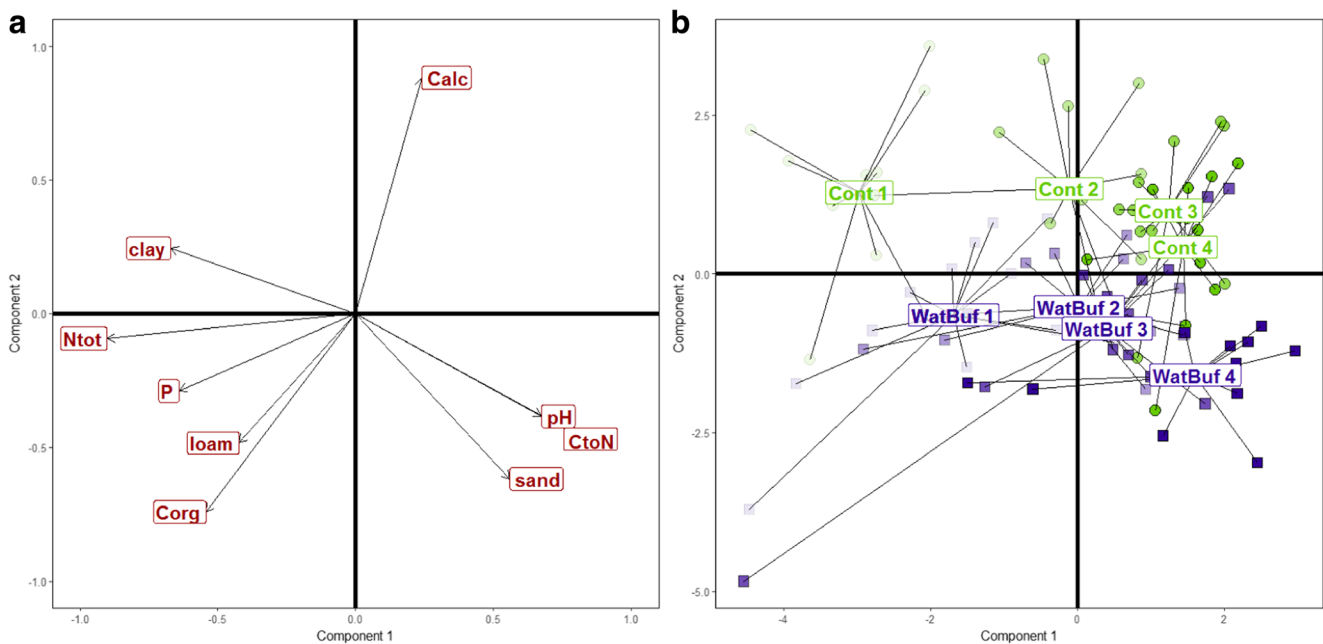 a
1.0
0.5
0.0
-0.5
-1.0
Component 2
-1.0
-0.5
0.0
0.5
1.0
Component 1
Calc
clay
Ntot
P
loam
Corg
pH
CtoN
sand
b
2.5
0.0
-2.5
-5.0
Component 2
-4
-2
0
2
Component 1
Cont 1
Cont 2
Cont 3
Cont 4
WatBuf 1
WatBuf 2
WatBuf 3
WatBuf 4